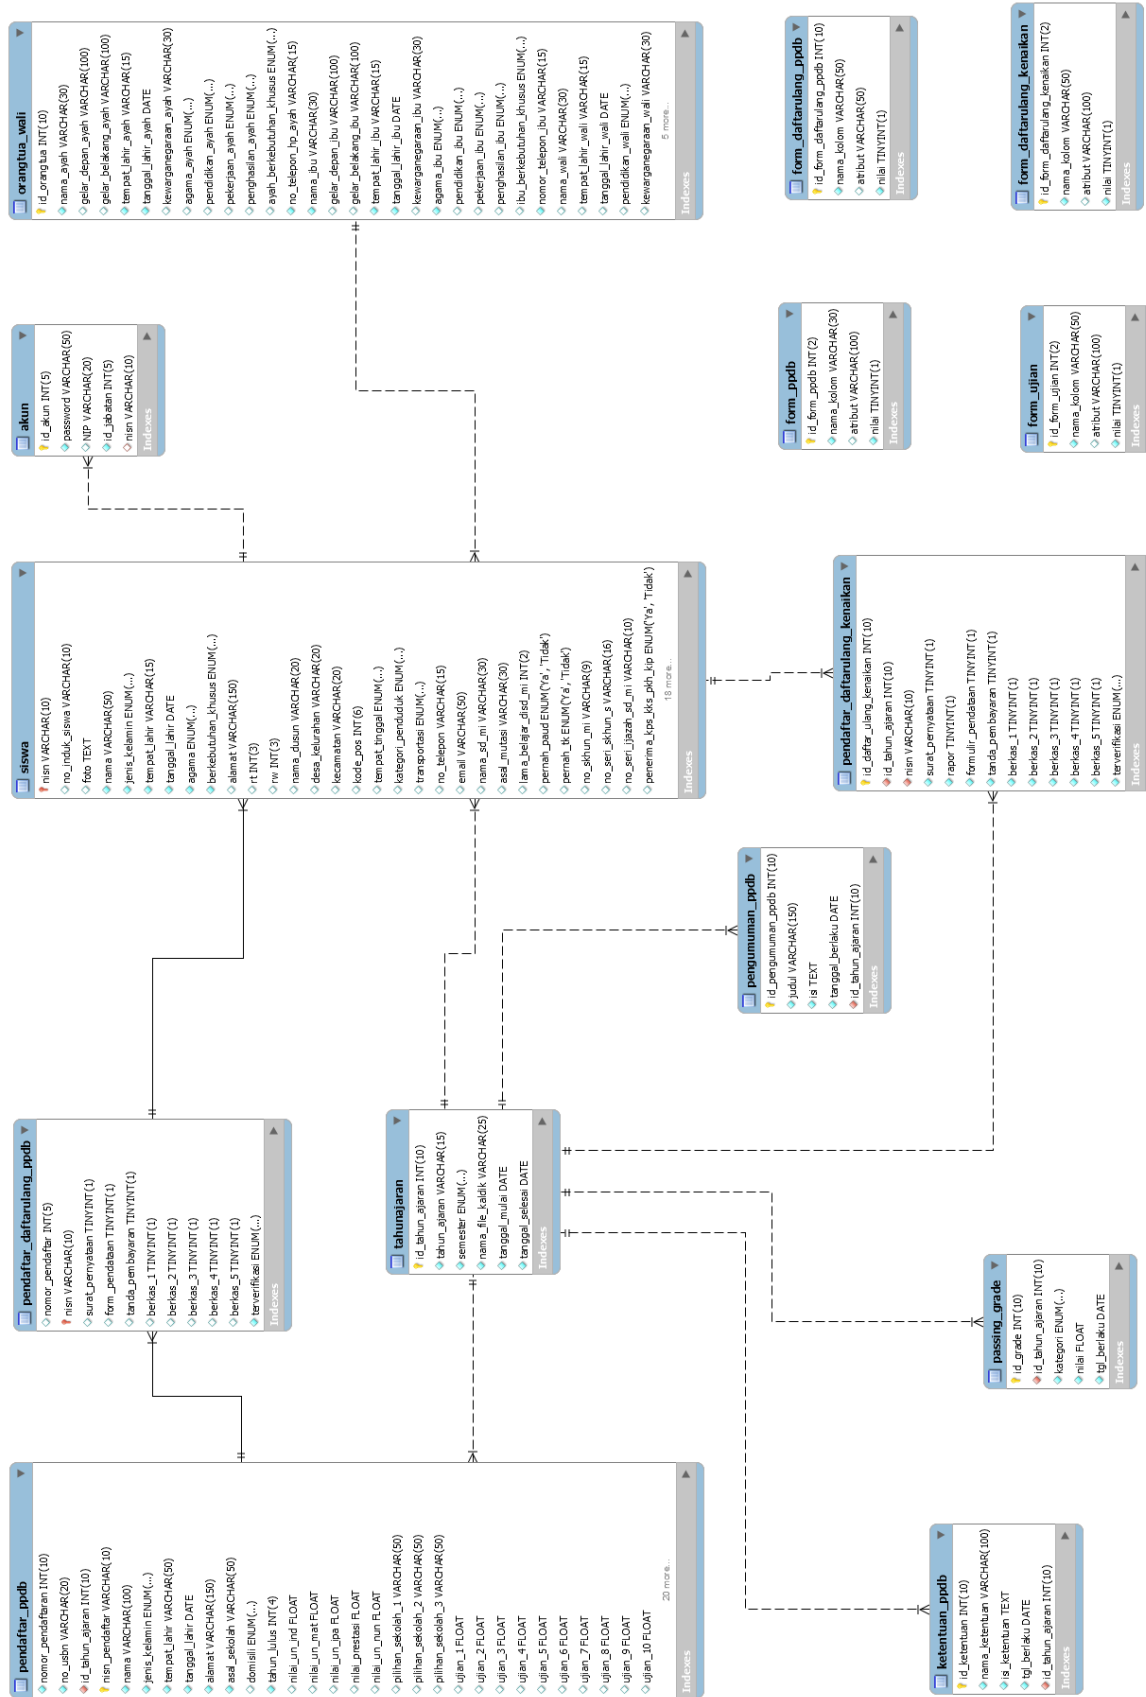 pendaftar_ppdb
nomor_pendaftaran INT(10)
no_usbn VARCHAR(20)
id_tahun_ajaran INT(10)
nisn_pendaftar VARCHAR(10)
nama VARCHAR(100)
jenis_kelamin ENUM(...)
tempat_lahir VARCHAR(50)
tanggal_lahir DATE
alamat VARCHAR(150)
asal_sekolah VARCHAR(50)
domisili ENUM(...)
tahun_lulus INT(4)
nilai_un_ind FLOAT
nilai_un_mat FLOAT
nilai_un_ipa FLOAT
nilai_prestasi FLOAT
nilai_un_nun FLOAT
pilihan_sekolah_1 VARCHAR(50)
pilihan_sekolah_2 VARCHAR(50)
pilihan_sekolah_3 VARCHAR(50)
ujian_1 FLOAT
ujian_2 FLOAT
ujian_3 FLOAT
ujian_4 FLOAT
ujian_5 FLOAT
ujian_6 FLOAT
ujian_7 FLOAT
ujian_8 FLOAT
ujian_9 FLOAT
ujian_10 FLOAT
20 more...
Indexes
pendaftar_daftarulang_ppdb
nomor_pendaftar INT(5)
nisn VARCHAR(10)
surat_pernyataan TINYINT(1)
form_pendataan TINYINT(1)
tanda_pembayaran TINYINT(1)
berkas_1 TINYINT(1)
berkas_2 TINYINT(1)
berkas_3 TINYINT(1)
berkas_4 TINYINT(1)
berkas_5 TINYINT(1)
terverifikasi ENUM(...)
Indexes
siswa
nisn VARCHAR(10)
no_induk_siswa VARCHAR(10)
foto TEXT
nama VARCHAR(50)
jenis_kelamin ENUM(...)
tempat_lahir VARCHAR(15)
tanggal_lahir DATE
agama ENUM(...)
berkebutuhan_khusus ENUM(...)
alamat VARCHAR(150)
rt INT(3)
rw INT(3)
nama_dusun VARCHAR(20)
desa_kelurahan VARCHAR(20)
kecamatan VARCHAR(20)
kode_pos INT(6)
tempat_tinggal ENUM(...)
kategori_penduduk ENUM(...)
transportasi ENUM(...)
no_telepon VARCHAR(15)
email VARCHAR(50)
nama_sd_mi VARCHAR(30)
asal_mutasi VARCHAR(30)
lama_belajar_disd_mi INT(2)
pernah_paud ENUM('Ya', 'Tidak')
pernah_tk ENUM('Ya', 'Tidak')
no_skhun_mi VARCHAR(9)
no_seri_skhun_s VARCHAR(16)
no_seri_ijazah_sd_mi VARCHAR(10)
penerima_kps_kks_pkh_kip ENUM('Ya', 'Tidak')
18 more...
Indexes
akun
id_akun INT(5)
password VARCHAR(50)
NIP VARCHAR(20)
id_jabatan INT(5)
nisn VARCHAR(10)
Indexes
orangtua_wali
id_orangtua INT(10)
nama_ayah VARCHAR(30)
gelar_depan_ayah VARCHAR(100)
gelar_belakang_ayah VARCHAR(100)
tempat_lahir_ayah VARCHAR(15)
tanggal_lahir_ayah DATE
kewarganegaraan_ayah VARCHAR(30)
agama_ayah ENUM(...)
pendidikan_ayah ENUM(...)
pekerjaan_ayah ENUM(...)
penghasilan_ayah ENUM(...)
ayah_berkebutuhan_khusus ENUM(...)
no_telepon_hp_ayah VARCHAR(15)
nama_ibu VARCHAR(30)
gelar_depan_ibu VARCHAR(100)
gelar_belakang_ibu VARCHAR(100)
tempat_lahir_ibu VARCHAR(15)
tanggal_lahir_ibu DATE
kewarganegaraan_ibu VARCHAR(30)
agama_ibu ENUM(...)
pendidikan_ibu ENUM(...)
pekerjaan_ibu ENUM(...)
penghasilan_ibu ENUM(...)
ibu_berkebutuhan_khusus ENUM(...)
nomor_telepon_ibu VARCHAR(15)
nama_wali VARCHAR(30)
tempat_lahir_wali VARCHAR(15)
tanggal_lahir_wali DATE
pendidikan_wali ENUM(...)
kewarganegaraan_wali VARCHAR(30)
5 more...
Indexes
tahunajaran
id_tahun_ajaran INT(10)
tahun_ajaran VARCHAR(15)
semester ENUM(...)
nama_file_kaldik VARCHAR(25)
tanggal_mulai DATE
tanggal_selesai DATE
Indexes
pengumuman_ppdb
id_pengumuman_ppdb INT(10)
judul VARCHAR(150)
isi TEXT
tanggal_berlaku DATE
id_tahun_ajaran INT(10)
Indexes
form_ppdb
id_form_ppdb INT(2)
nama_kolom VARCHAR(30)
atribut VARCHAR(100)
nilai TINYINT(1)
Indexes
form_daftarulang_ppdb
id_form_daftarulang_ppdb INT(10)
nama_kolom VARCHAR(50)
atribut VARCHAR(50)
nilai TINYINT(1)
Indexes
pendaftar_daftarulang_kenaikan
id_daftar_ulang_kenaikan INT(10)
id_tahun_ajaran INT(10)
nisn VARCHAR(10)
surat_pernyataan TINYINT(1)
rapor TINYINT(1)
formulir_pendataan TINYINT(1)
tanda_pembayaran TINYINT(1)
berkas_1 TINYINT(1)
berkas_2 TINYINT(1)
berkas_3 TINYINT(1)
berkas_4 TINYINT(1)
berkas_5 TINYINT(1)
terverifikasi ENUM(...)
Indexes
ketentuan_ppdb
id_ketentuan INT(10)
nama_ketentuan VARCHAR(100)
isi_ketentuan TEXT
tgl_berlaku DATE
id_tahun_ajaran INT(10)
Indexes
passing_grade
id_grade INT(10)
id_tahun_ajaran INT(10)
kategori ENUM(...)
nilai FLOAT
tgl_berlaku DATE
Indexes
form_ujian
id_form_ujian INT(2)
nama_kolom VARCHAR(50)
atribut VARCHAR(100)
nilai TINYINT(1)
Indexes
form_daftarulang_kenaikan
id_form_daftarulang_kenaikan INT(2)
nama_kolom VARCHAR(50)
atribut VARCHAR(100)
nilai TINYINT(1)
Indexes